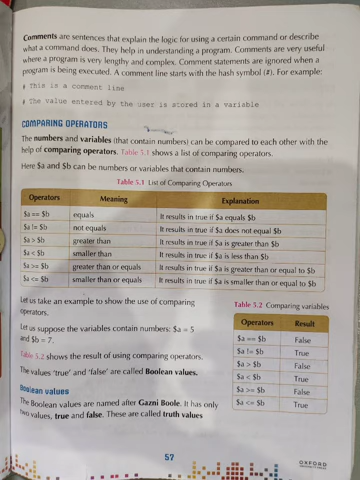 Comments are sentences that explain the logic for using a certain command or describe
what a command does. They help in understanding a program. Comments are very useful
where a program is very lengthy and complex. Comment statements are ignored when a
program is being executed. A comment line starts with the hash symbol (#). For example:
# This is a comment line
# The value entered by the user is stored in a variable
COMPARING OPERATORS
The numbers and variables (that contain numbers) can be compared to each other with the
help of comparing operators. Table 5.1 shows a list of comparing operators.
Here $a and $b can be numbers or variables that contain numbers.
Table 5.1 List of Comparing Operators
Operators Meaning Explanation
$a == $b equals It results in true if $a equals $b
$a != $b not equals It results in true if $a does not equal $b
$a > $b greater than It results in true if $a is greater than $b
$a < $b smaller than It results in true if $a is less than $b
$a >= $b greater than or equals It results in true if $a is greater than or equal to $b
$a <= $b smaller than or equals It results in true if $a is smaller than or equal to $b
Let us take an example to show the use of comparing
operators.
Let us suppose the variables contain numbers: $a = 5
and $b = 7.
Table 5.2 shows the result of using comparing operators.
The values 'true' and 'false' are called Boolean values.
Boolean values
The Boolean values are named after Gazni Boole. It has only
two values, true and false. These are called truth values
Table 5.2 Comparing variables
Operators Result
$a == $b False
$a != $b True
$a > $b False
$a < $b True
$a >= $b False
$a <= $b True
57
OXFORD